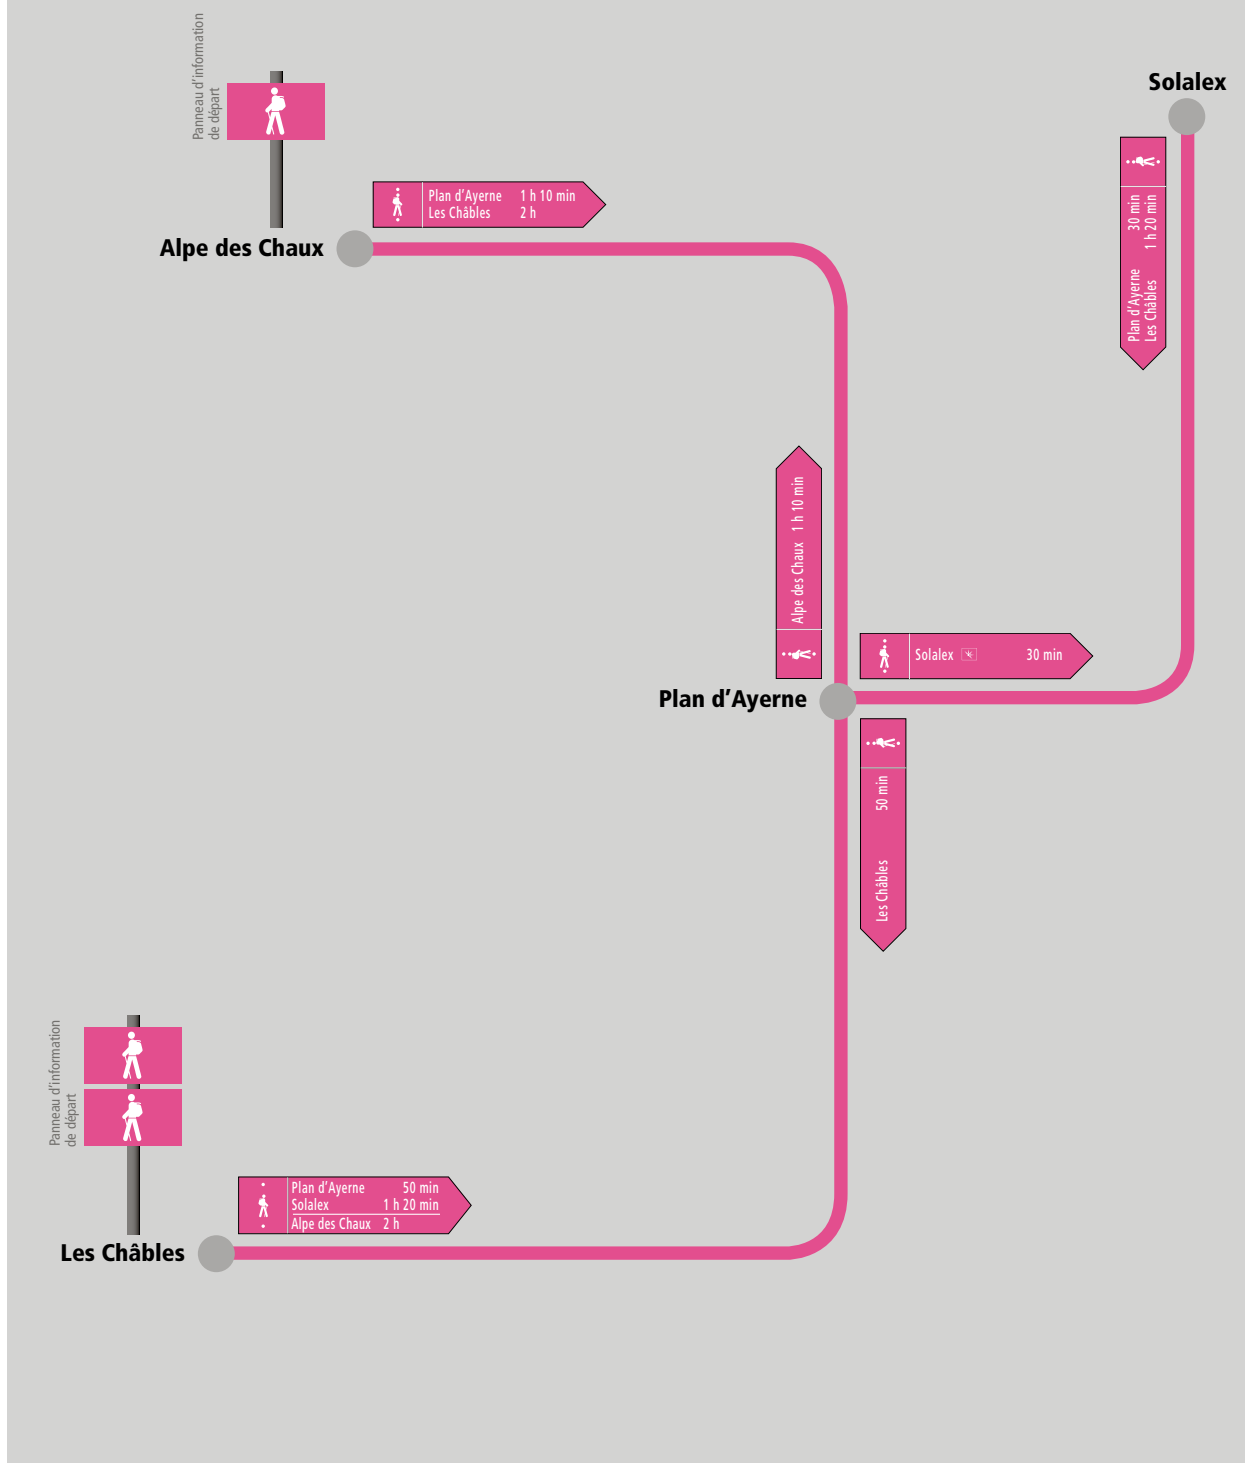 Panneau d'information
de départ
Solalex
Plan d'Ayerne 1 h 10 min
Les Châbles 2 h
Alpe des Chaux
Plan d'Ayerne 30 min
Les Châbles 1 h 20 min
Alpe des Chaux 1 h 10 min
Solalex 30 min
Plan d'Ayerne
Les Châbles 50 min
Panneau d'information
de départ
Plan d'Ayerne 50 min
Solalex 1 h 20 min
Alpe des Chaux 2 h
Les Châbles